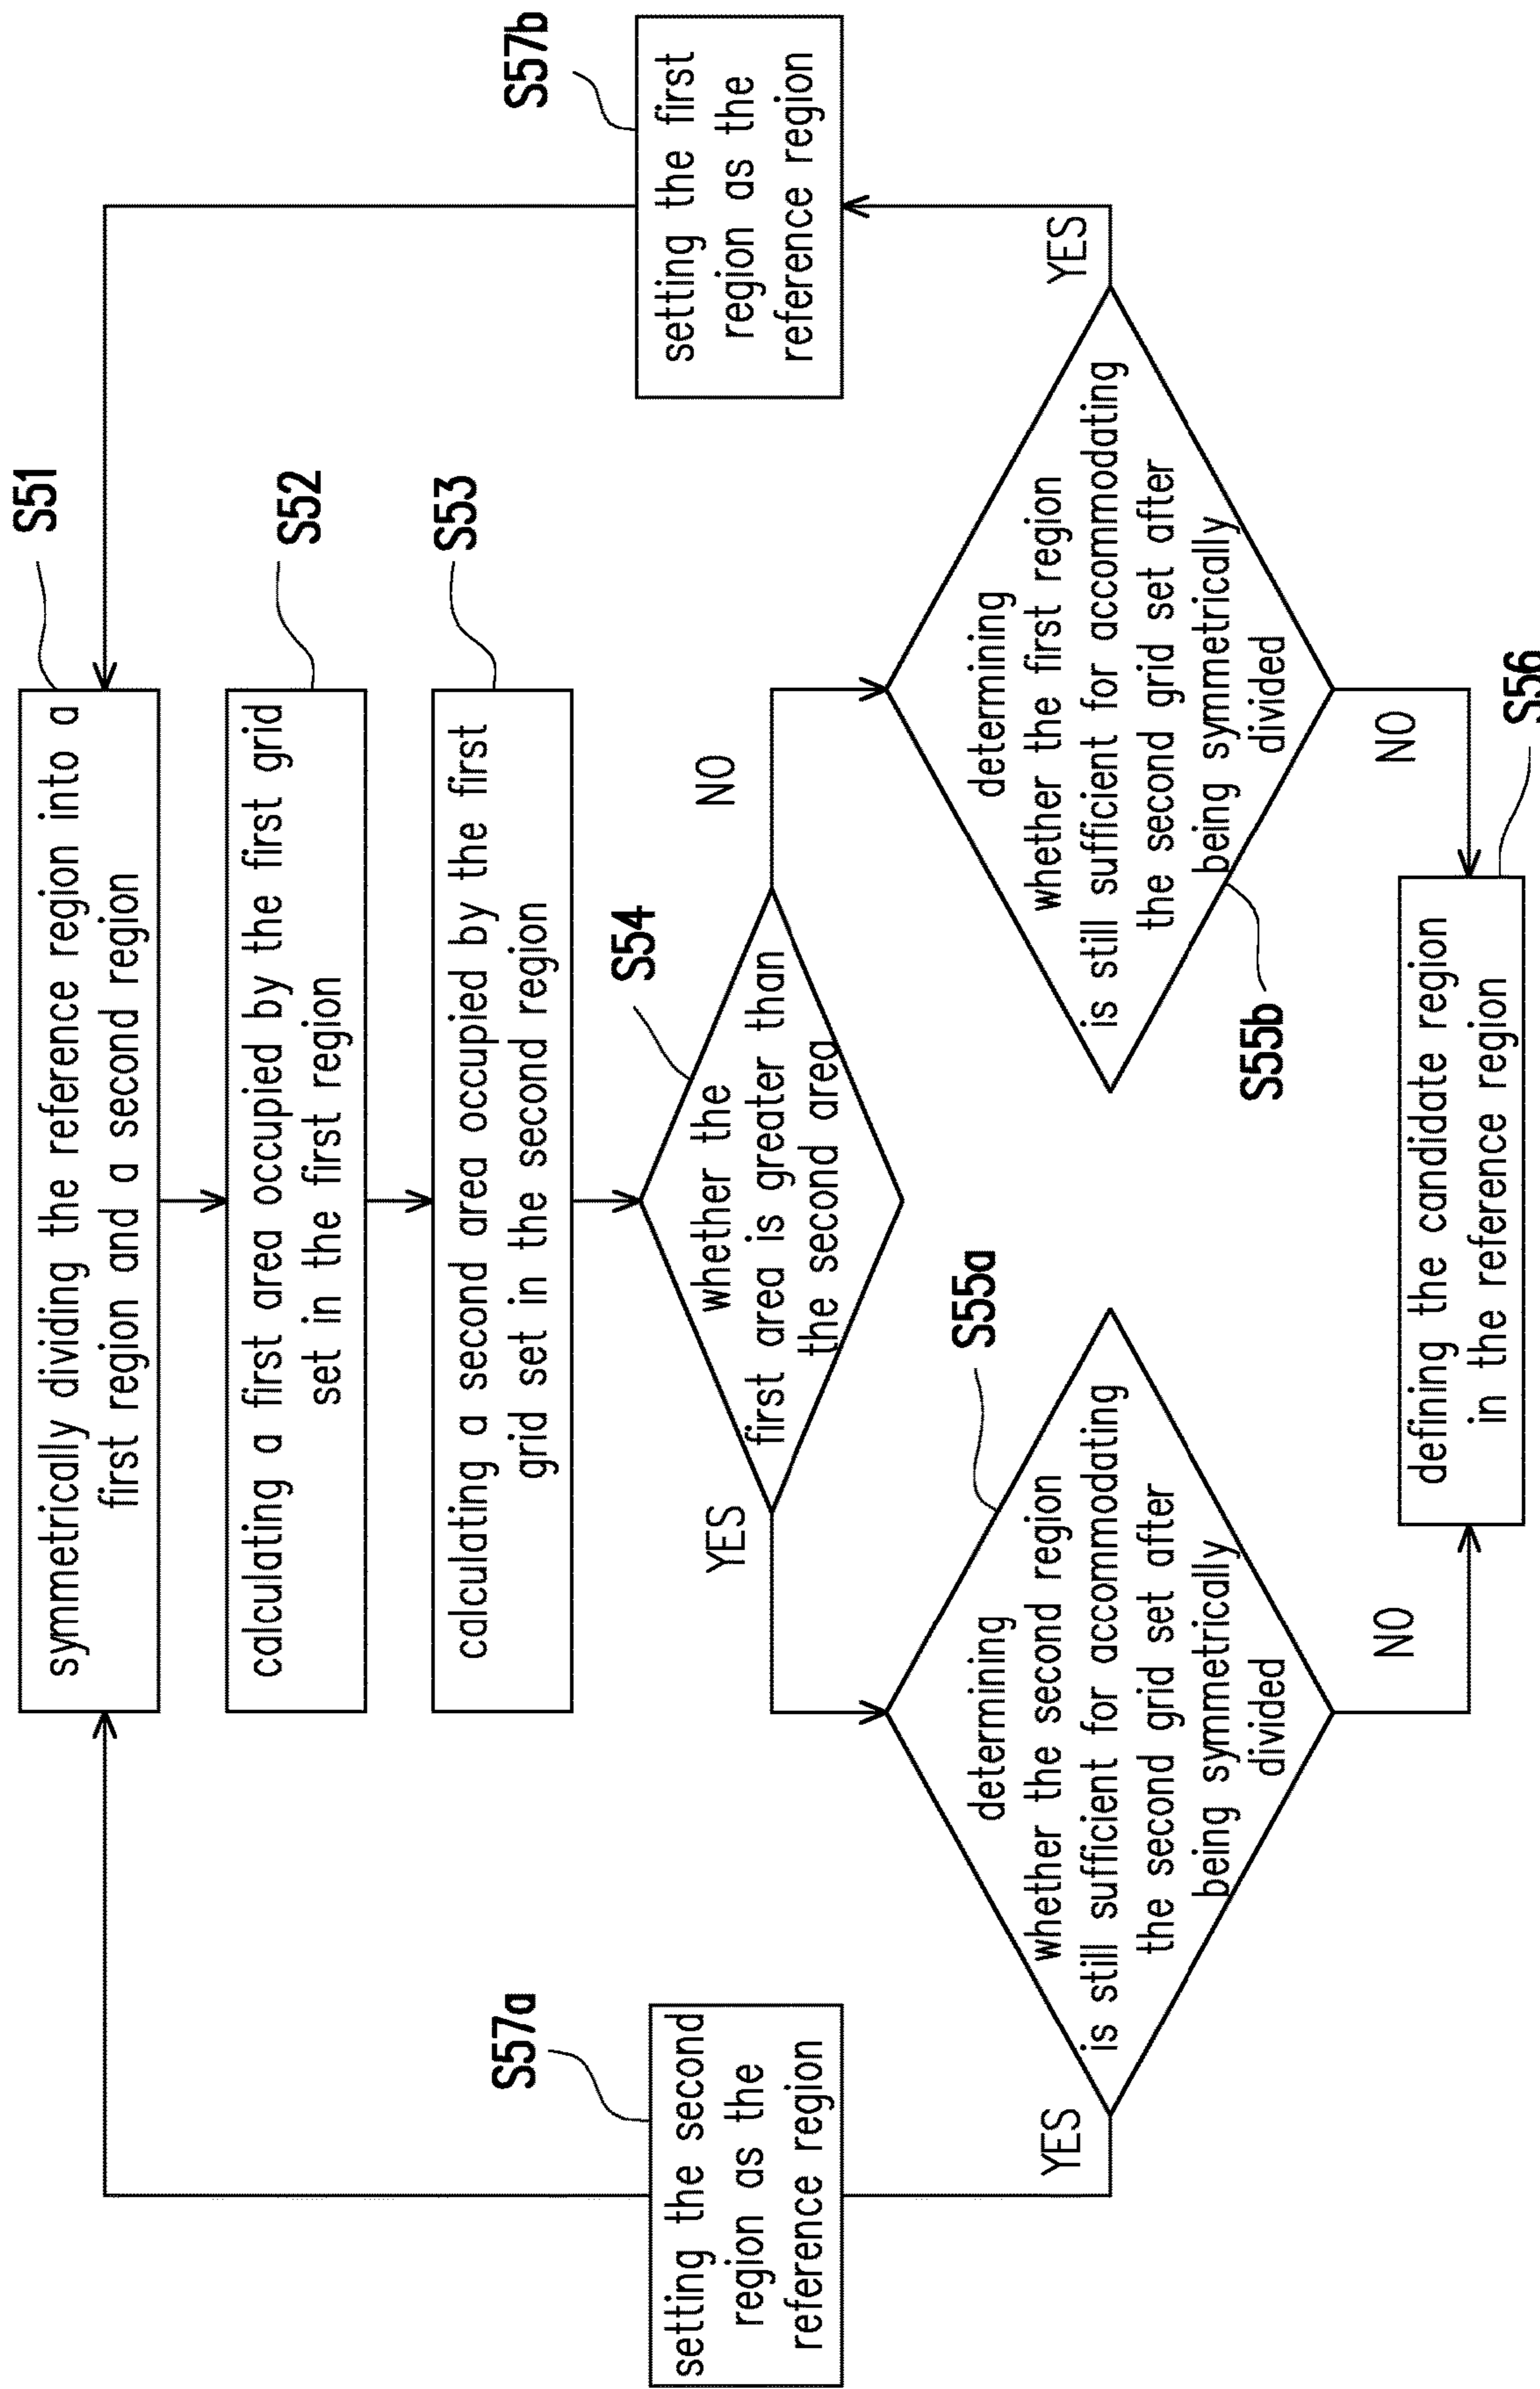 S51
symmetrically dividing the reference region into a
first region and a second region
S52
calculating a first area occupied by the first grid
set in the first region
S53
calculating a second area occupied by the first
grid set in the second region
S54
whether the
first area is greater than
the second area
YES
NO
S55a
determining
whether the second region
is still sufficient for accommodating
the second grid set after
being symmetrically
divided
YES
NO
S57a
setting the second
region as the
reference region
S55b
determining
whether the first region
is still sufficient for accommodating
the second grid set after
being symmetrically
divided
YES
NO
S57b
setting the first
region as the
reference region
S56
defining the candidate region
in the reference region